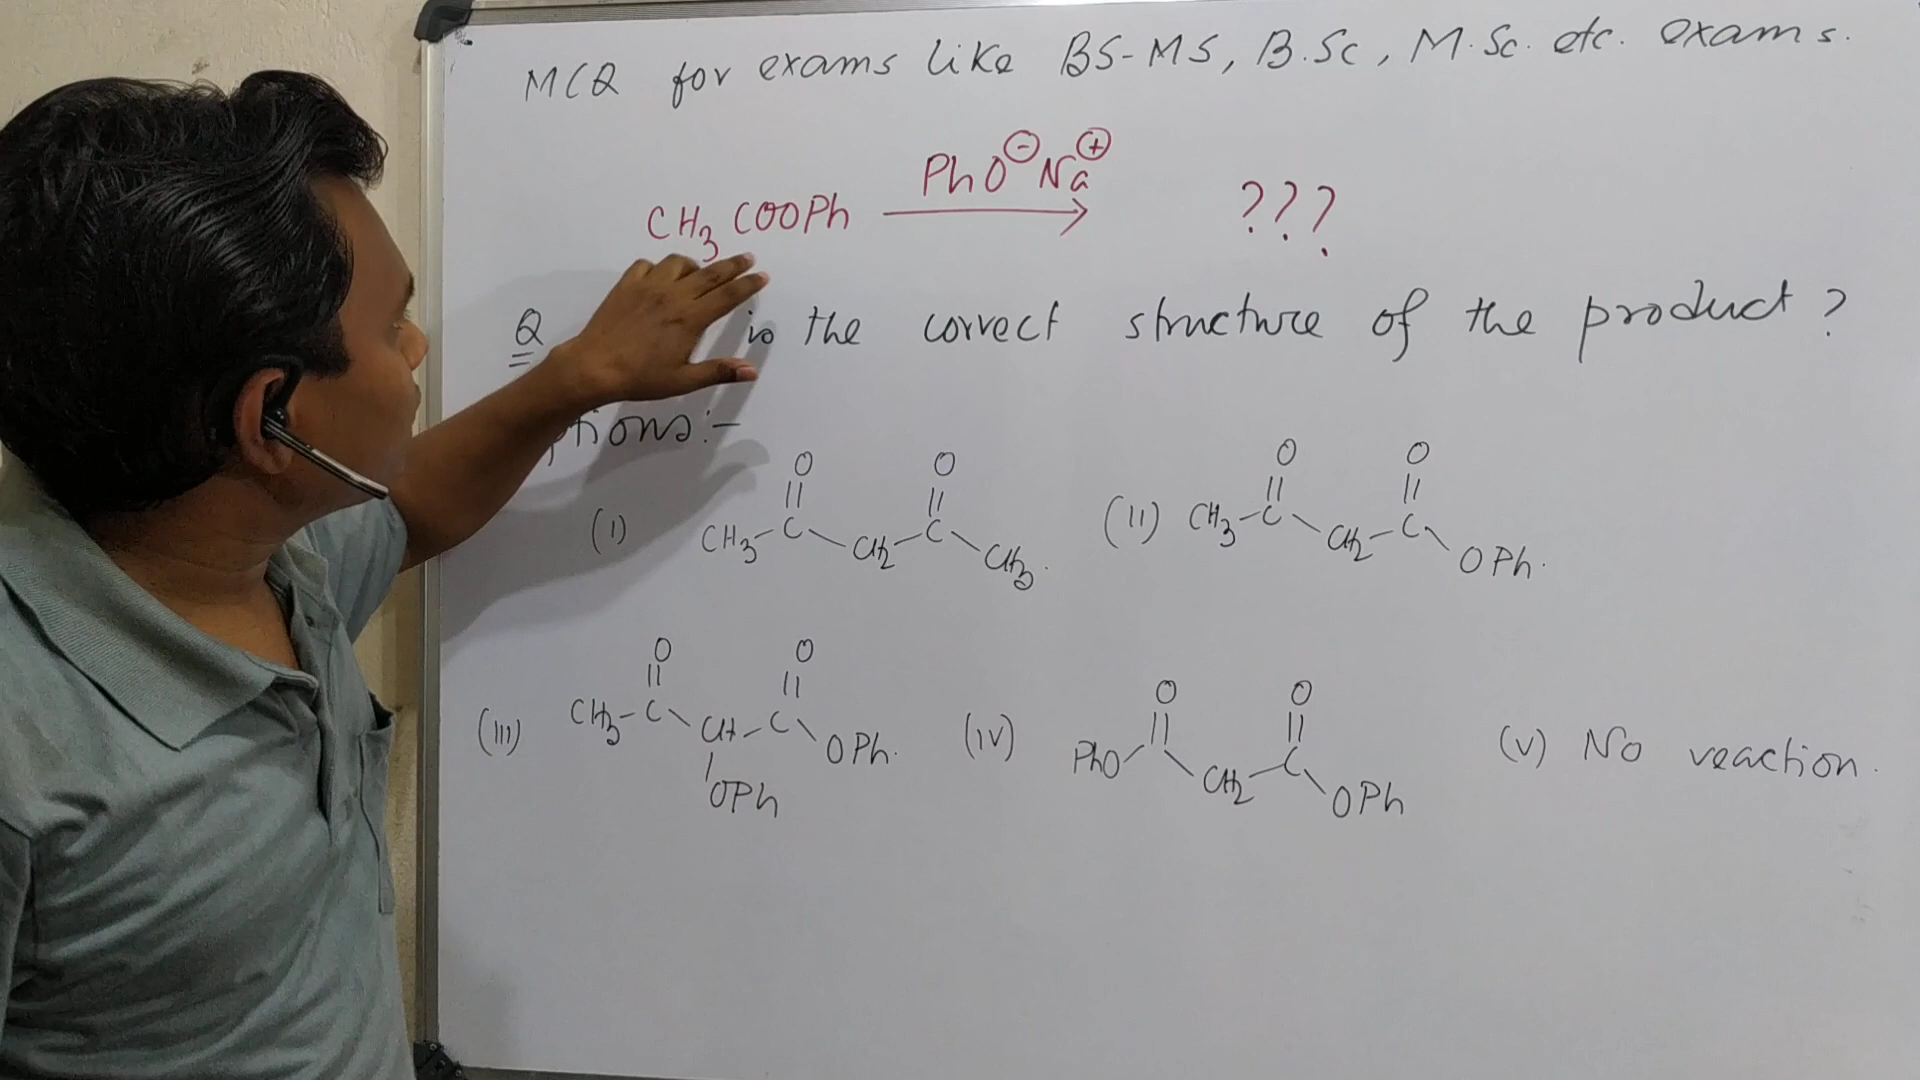 MCQ for exams like BS-MS, B.Sc, M.Sc. etc. exams.
CH3COOPh PhO⊖Na⊕ → ???
Q is the correct structure of the product?
tions:-
(i) CH3-C(=O)-CH2-C(=O)-CH3. (ii) CH3-C(=O)-CH2-C(=O)-OPh.
(iii) CH3-C(=O)-CH(OPh)-C(=O)-OPh. (iv) PhO-C(=O)-CH2-C(=O)-OPh (v) No reaction.